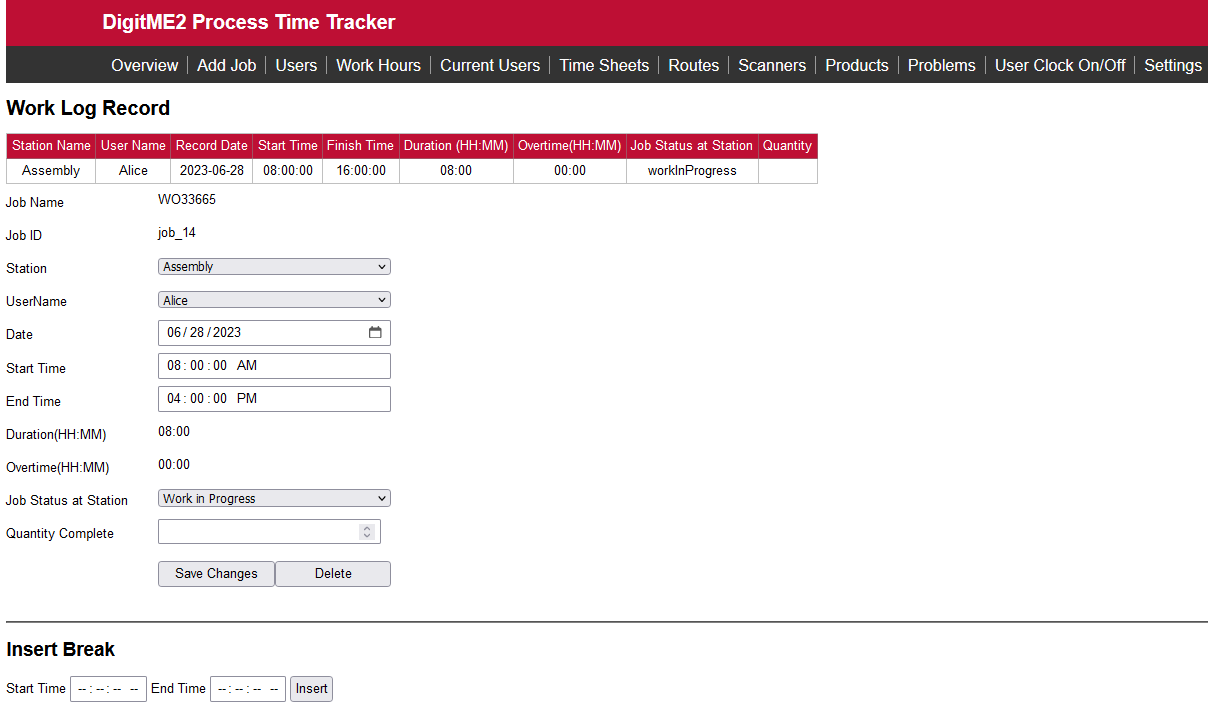 DigitME2 Process Time Tracker
Overview Add Job Users Work Hours Current Users Time Sheets Routes Scanners Products Problems User Clock On/Off Settings
Work Log Record
Station Name User Name Record Date Start Time Finish Time Duration (HH:MM) Overtime(HH:MM) Job Status at Station Quantity
Assembly Alice 2023-06-28 08:00:00 16:00:00 08:00 00:00 workInProgress
Job Name WO33665
Job ID job_14
Station Assembly
UserName Alice
Date 06/28/2023
Start Time 08:00:00 AM
End Time 04:00:00 PM
Duration(HH:MM) 08:00
Overtime(HH:MM) 00:00
Job Status at Station Work in Progress
Quantity Complete
Save Changes Delete
Insert Break
Start Time --:--:-- -- End Time --:--:-- -- Insert